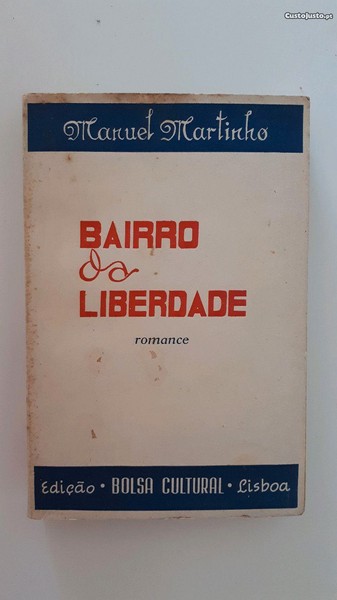 CustoJusto.pt
Manuel Martinho
BAIRRO
da
LIBERDADE
romance
Edição • BOLSA CULTURAL • Lisboa